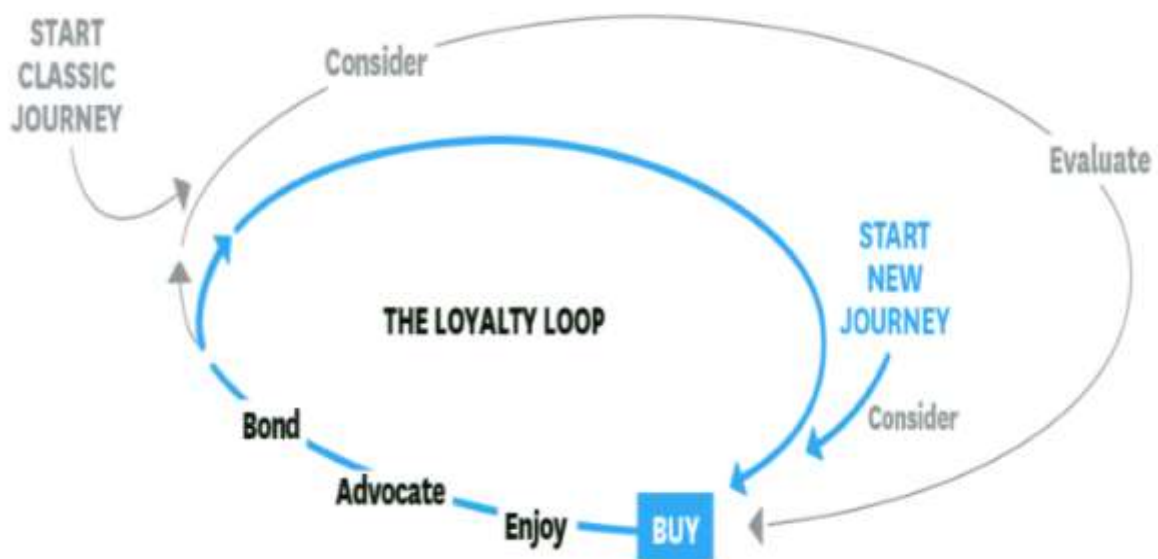 START
CLASSIC
JOURNEY
Consider
Evaluate
START
NEW
JOURNEY
THE LOYALTY LOOP
Consider
Bond
Advocate
Enjoy
BUY